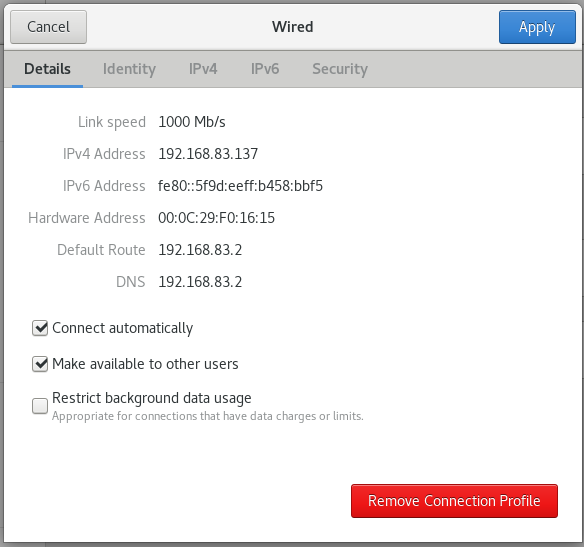 Cancel Wired Apply
Details Identity IPv4 IPv6 Security
Link speed 1000 Mb/s
IPv4 Address 192.168.83.137
IPv6 Address fe80::5f9d:eeff:b458:bbf5
Hardware Address 00:0C:29:F0:16:15
Default Route 192.168.83.2
DNS 192.168.83.2
Connect automatically
Make available to other users
Restrict background data usage
Appropriate for connections that have data charges or limits.
Remove Connection Profile